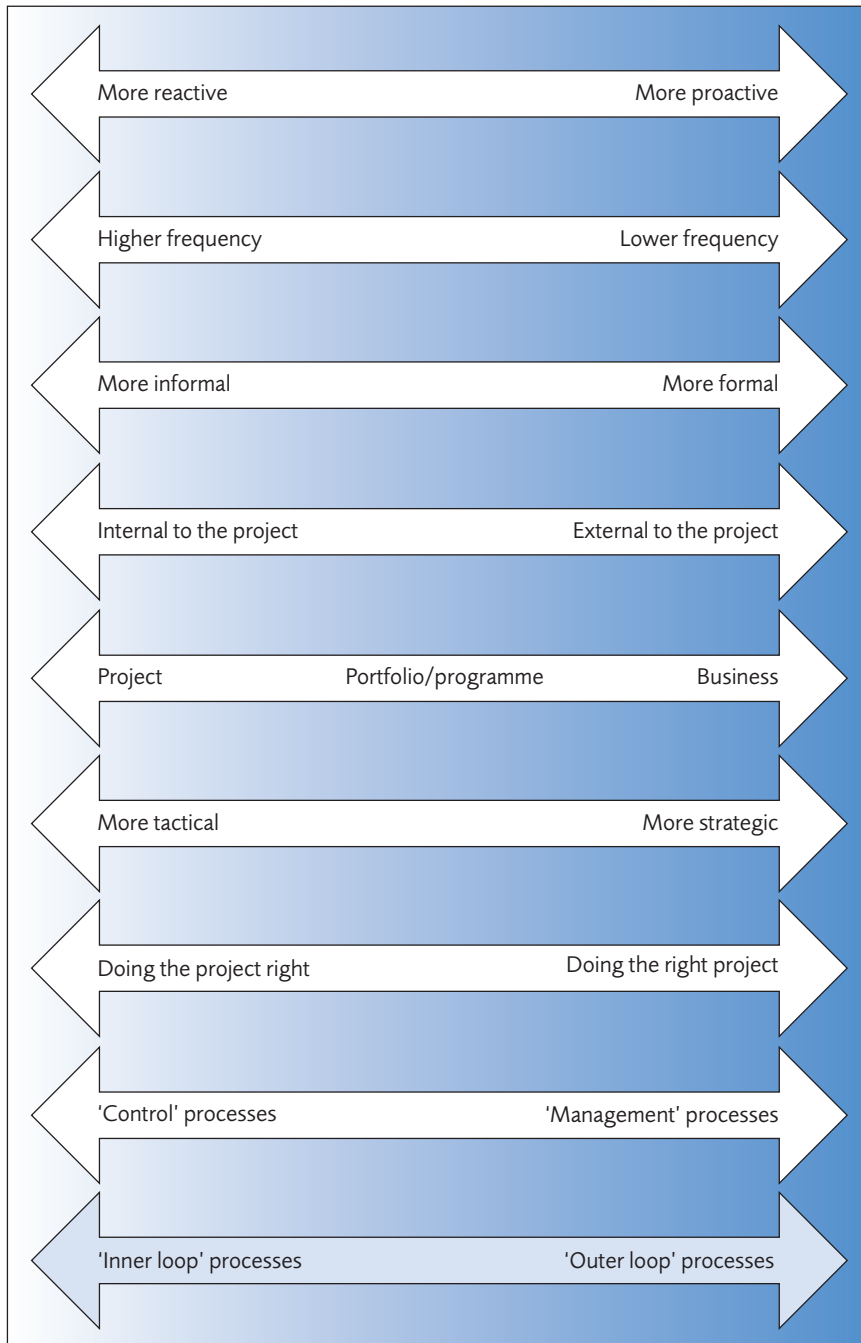 More reactive More proactive
Higher frequency Lower frequency
More informal More formal
Internal to the project External to the project
Project Portfolio/programme Business
More tactical More strategic
Doing the project right Doing the right project
'Control' processes 'Management' processes
'Inner loop' processes 'Outer loop' processes